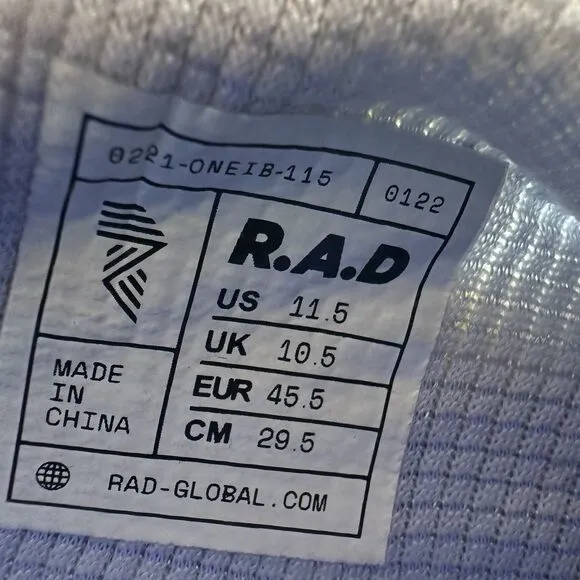 0221-ONEIB-115 0122
R.A.D
US 11.5
UK 10.5
EUR 45.5
CM 29.5
MADE
IN
CHINA
RAD-GLOBAL.COM